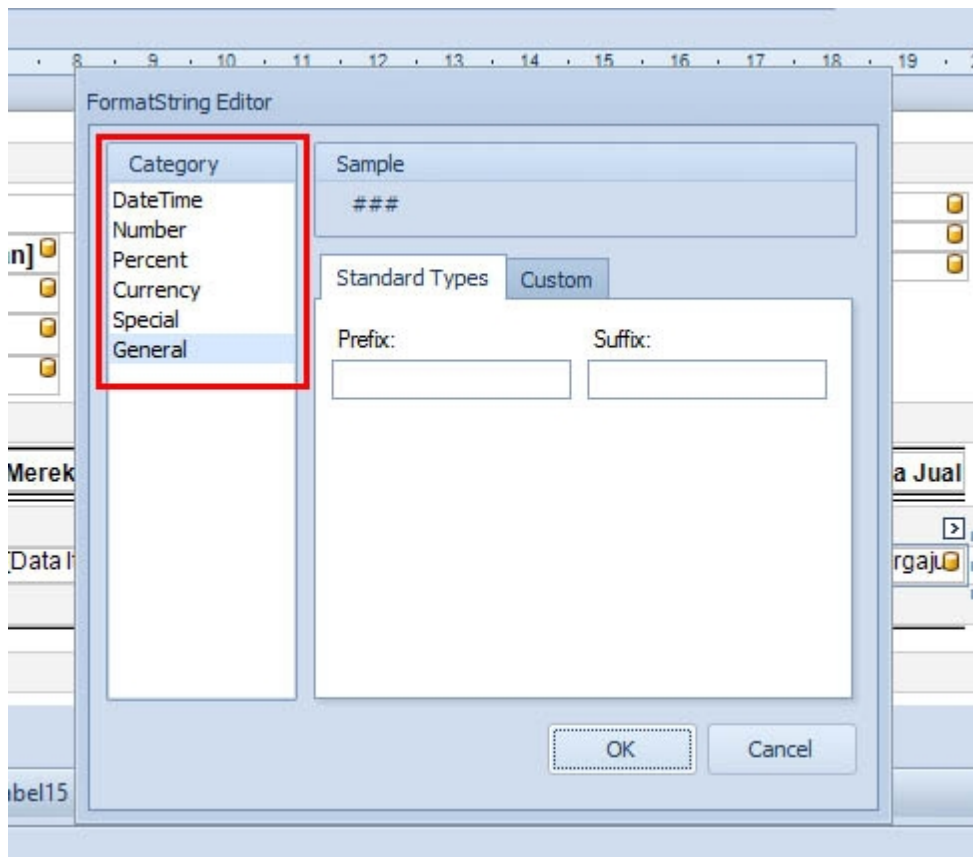 8 9 10 11 12 13 14 15 16 17 18 19
FormatString Editor
Category
DateTime
Number
Percent
Currency
Special
General
Sample
###
Standard Types
Custom
Prefix:
Suffix:
n]
Merek
a Jual
[Data I
rgaju
OK
Cancel
abel15